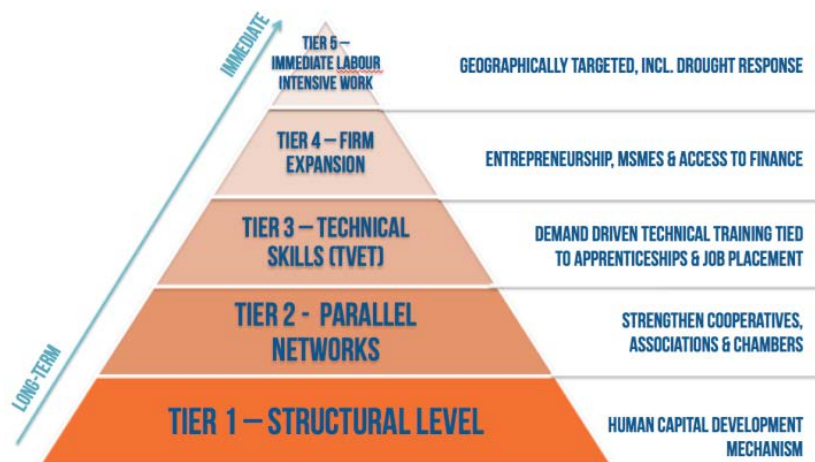 IMMEDIATE
TIER 5 –
IMMEDIATE LABOUR
INTENSIVE WORK
GEOGRAPHICALLY TARGETED, INCL. DROUGHT RESPONSE
TIER 4 – FIRM
EXPANSION
ENTREPRENEURSHIP, MSMES & ACCESS TO FINANCE
TIER 3 – TECHNICAL
SKILLS (TVET)
DEMAND DRIVEN TECHNICAL TRAINING TIED
TO APPRENTICESHIPS & JOB PLACEMENT
TIER 2 - PARALLEL
NETWORKS
STRENGTHEN COOPERATIVES,
ASSOCIATIONS & CHAMBERS
LONG-TERM
TIER 1 – STRUCTURAL LEVEL
HUMAN CAPITAL DEVELOPMENT
MECHANISM